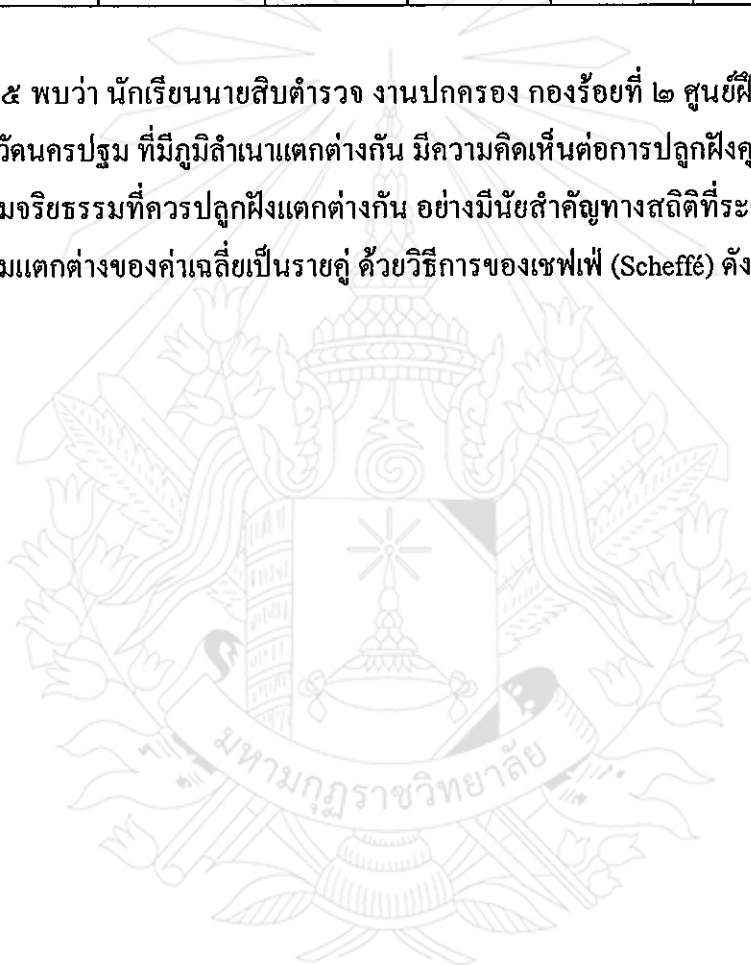 ๕ พบว่า นักเรียนนายสิบตำรวจ งานปกครอง กองร้อยที่ ๒ ศูนย์ฝึ
วัดนครปฐม ที่มีภูมิลำเนาแตกต่างกัน มีความคิดเห็นต่อการปลูกฝังคุ
มจริยธรรมที่ควรปลูกฝังแตกต่างกัน อย่างมีนัยสำคัญทางสถิติที่ระ
มแตกต่างของค่าเฉลี่ยเป็นรายคู่ ด้วยวิธีการของเชฟเฟ่ (Scheffé) ดัง
มหามกุฏราชวิทยาลัย